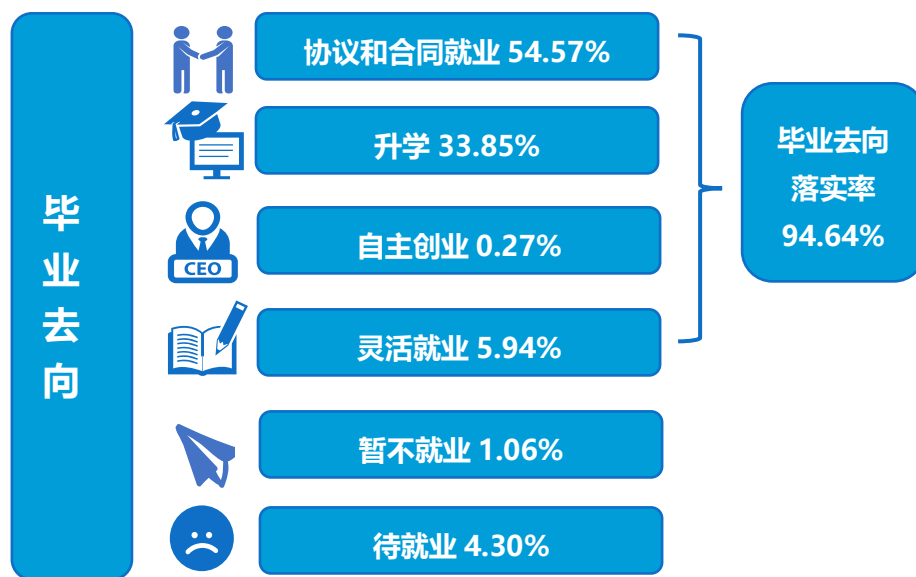 毕业去向
协议和合同就业 54.57%
升学 33.85%
CEO
自主创业 0.27%
灵活就业 5.94%
暂不就业 1.06%
待就业 4.30%
毕业去向
落实率
94.64%